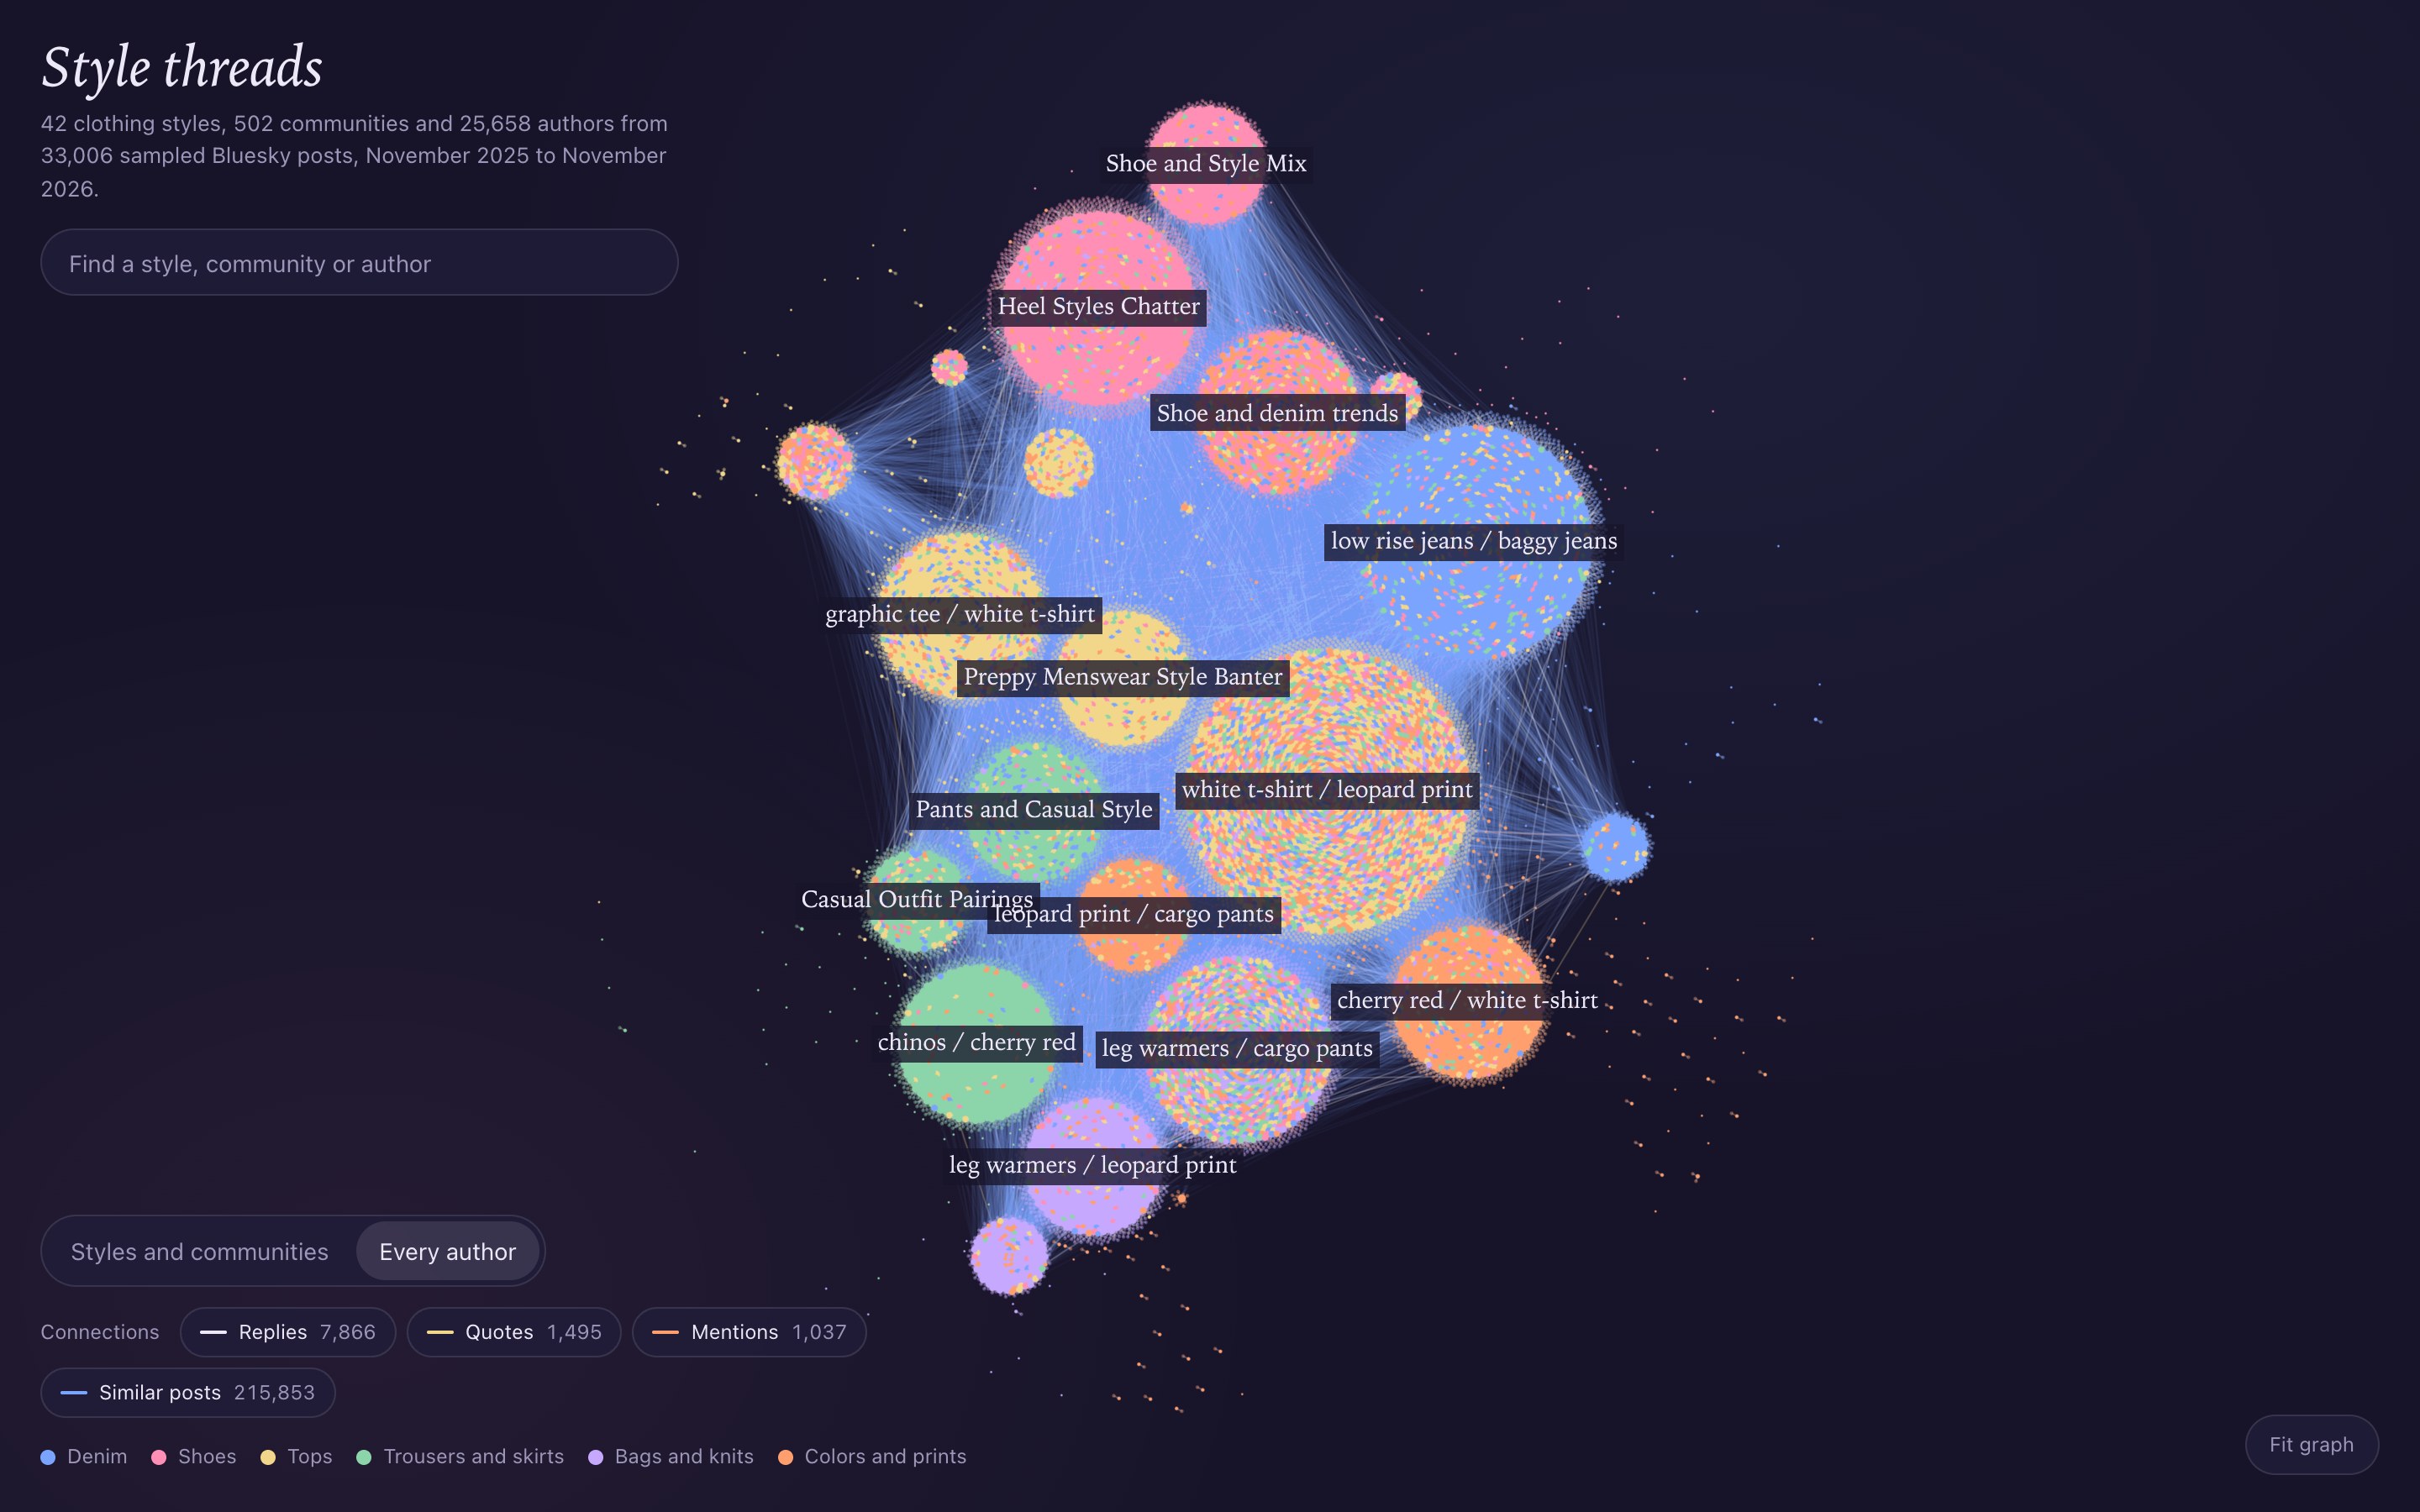 Style threads
42 clothing styles, 502 communities and 25,658 authors from
33,006 sampled Bluesky posts, November 2025 to November
2026.
Find a style, community or author
Shoe and Style Mix
Heel Styles Chatter
Shoe and denim trends
low rise jeans / baggy jeans
graphic tee / white t-shirt
Preppy Menswear Style Banter
white t-shirt / leopard print
Pants and Casual Style
Casual Outfit Pairings
leopard print / cargo pants
cherry red / white t-shirt
chinos / cherry red
leg warmers / cargo pants
leg warmers / leopard print
Styles and communities
Every author
Connections
Replies 7,866
Quotes 1,495
Mentions 1,037
Similar posts 215,853
Denim
Shoes
Tops
Trousers and skirts
Bags and knits
Colors and prints
Fit graph